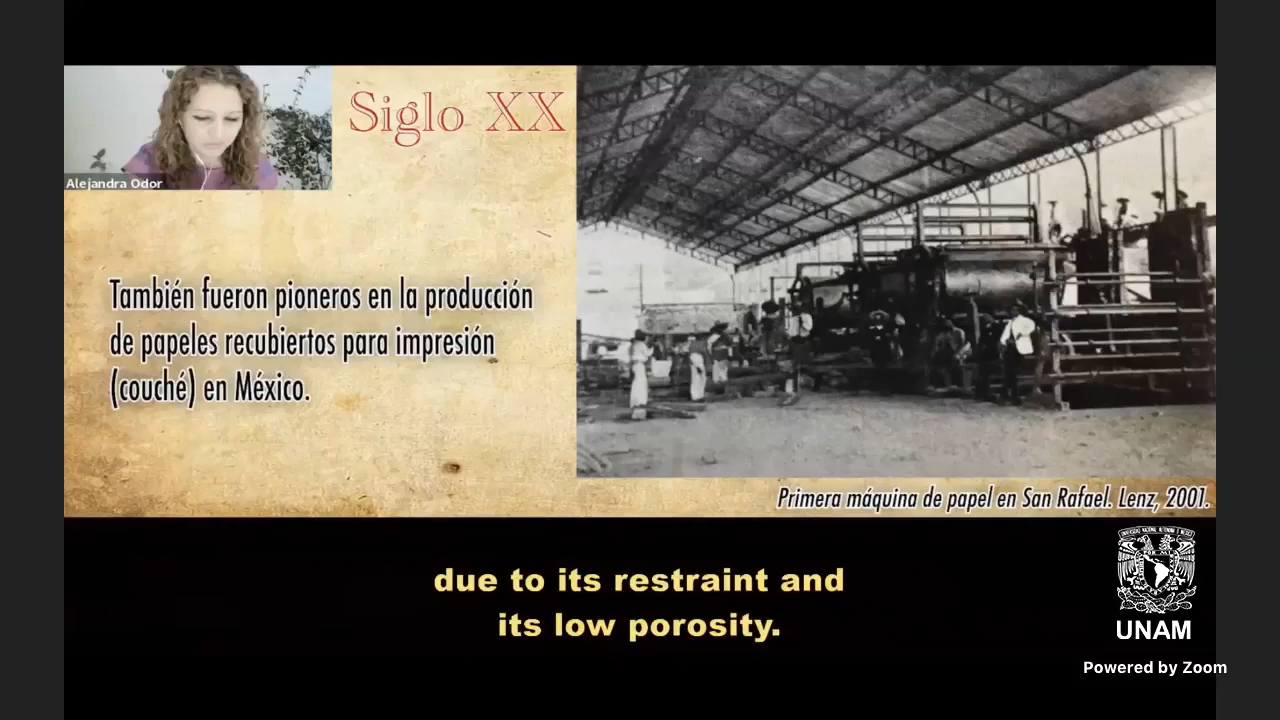 Siglo XX
Alejandra Odor
También fueron pioneros en la producción
de papeles recubiertos para impresión
(couché) en México.
Primera máquina de papel en San Rafael. Lenz, 2001.
due to its restraint and
its low porosity.
UNAM
Powered by Zoom